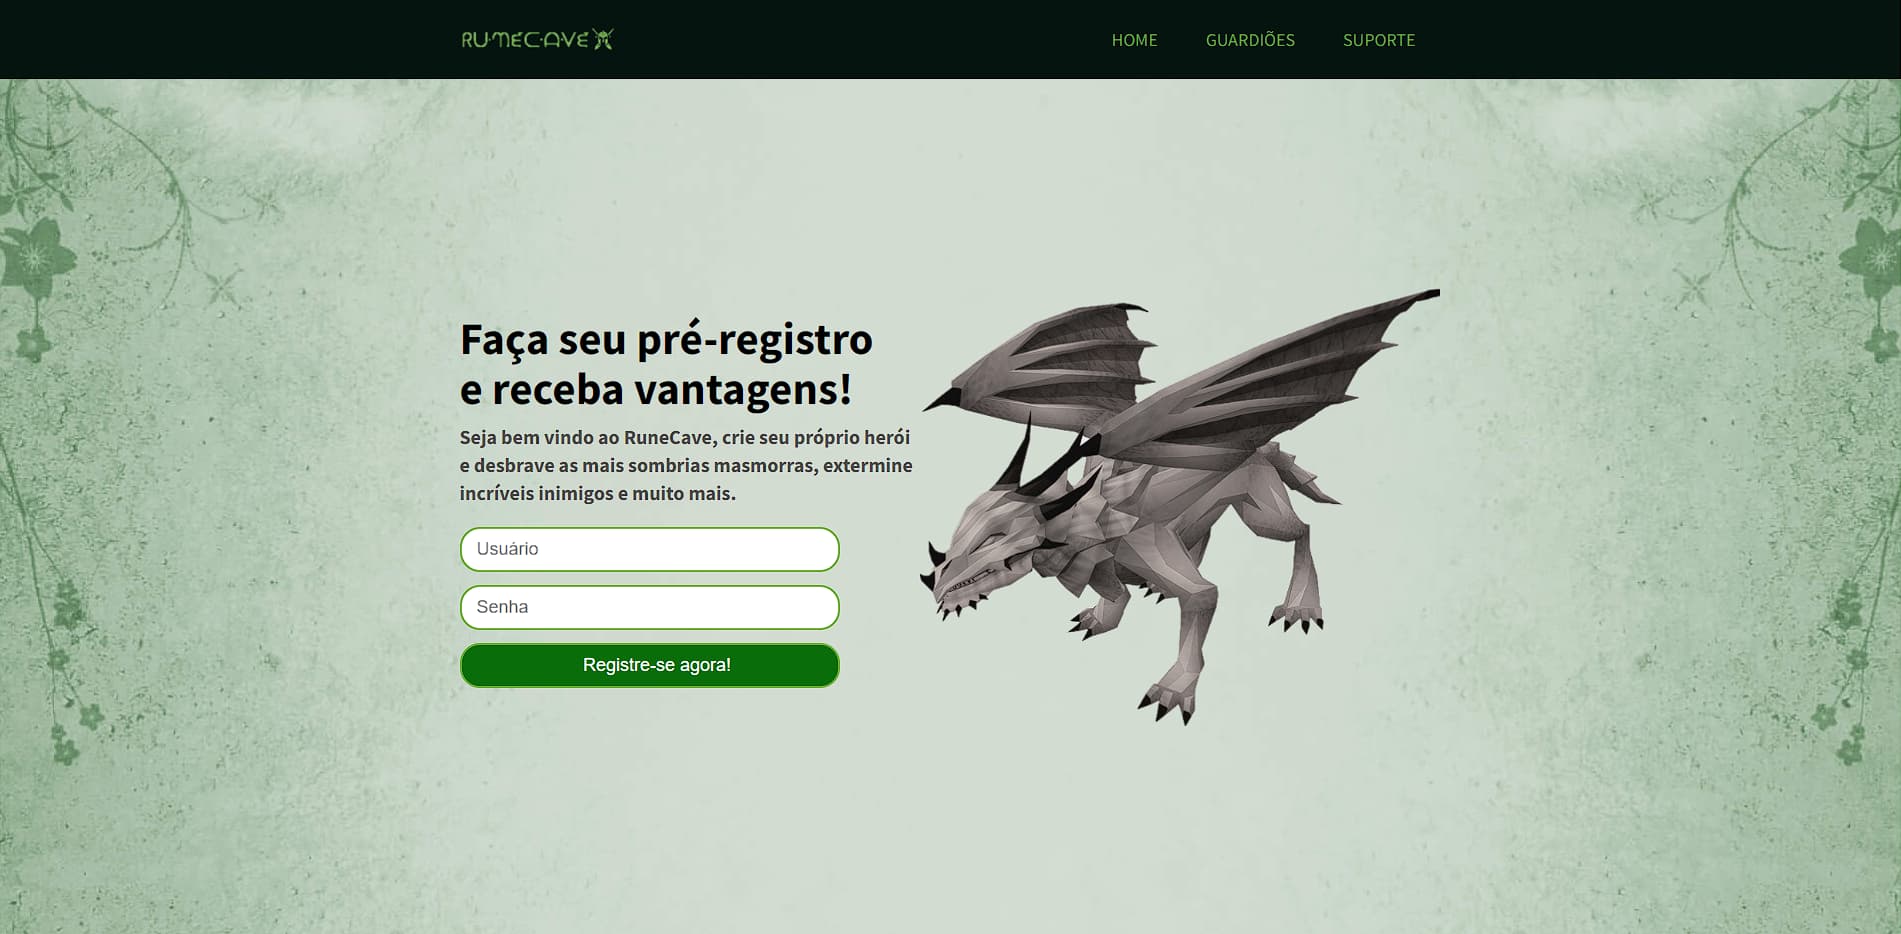 RUNECAVE
HOME GUARDIÕES SUPORTE
Faça seu pré-registro
e receba vantagens!
Seja bem vindo ao RuneCave, crie seu próprio herói
e desbrave as mais sombrias masmorras, extermine
incríveis inimigos e muito mais.
Usuário
Senha
Registre-se agora!